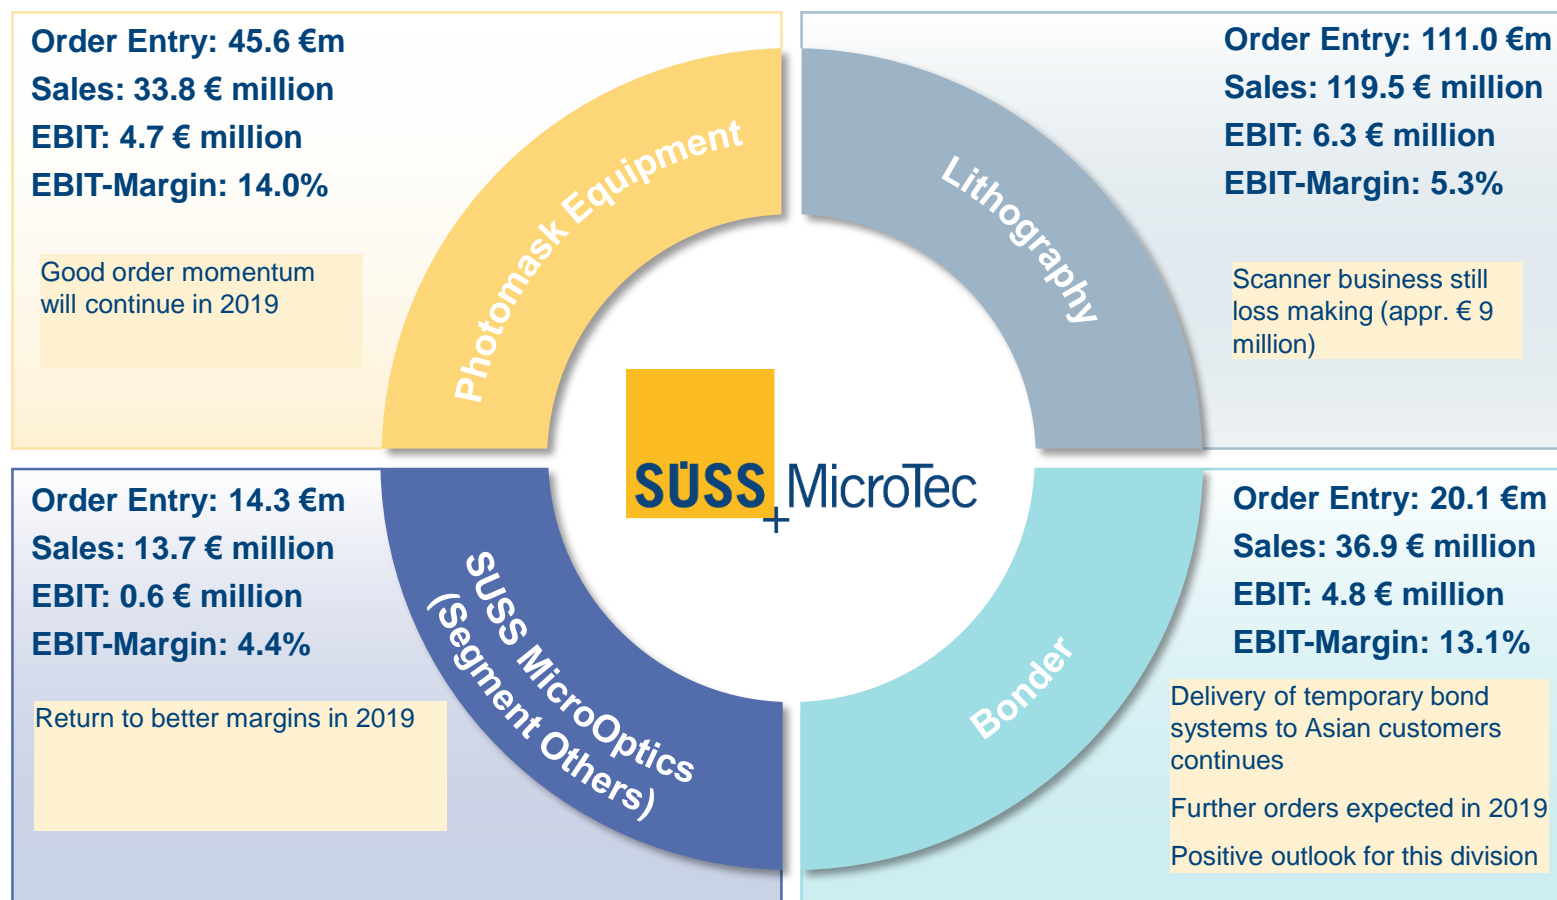 Order Entry: 45.6 €m
Sales: 33.8 € million
EBIT: 4.7 € million
EBIT-Margin: 14.0%
Good order momentum
will continue in 2019
Photomask Equipment
Lithography
Order Entry: 111.0 €m
Sales: 119.5 € million
EBIT: 6.3 € million
EBIT-Margin: 5.3%
Scanner business still
loss making (appr. € 9
million)
SÜSS MicroTec
Order Entry: 14.3 €m
Sales: 13.7 € million
EBIT: 0.6 € million
EBIT-Margin: 4.4%
Return to better margins in 2019
SUSS MicroOptics
(Segment Others)
Bonder
Order Entry: 20.1 €m
Sales: 36.9 € million
EBIT: 4.8 € million
EBIT-Margin: 13.1%
Delivery of temporary bond
systems to Asian customers
continues
Further orders expected in 2019
Positive outlook for this division